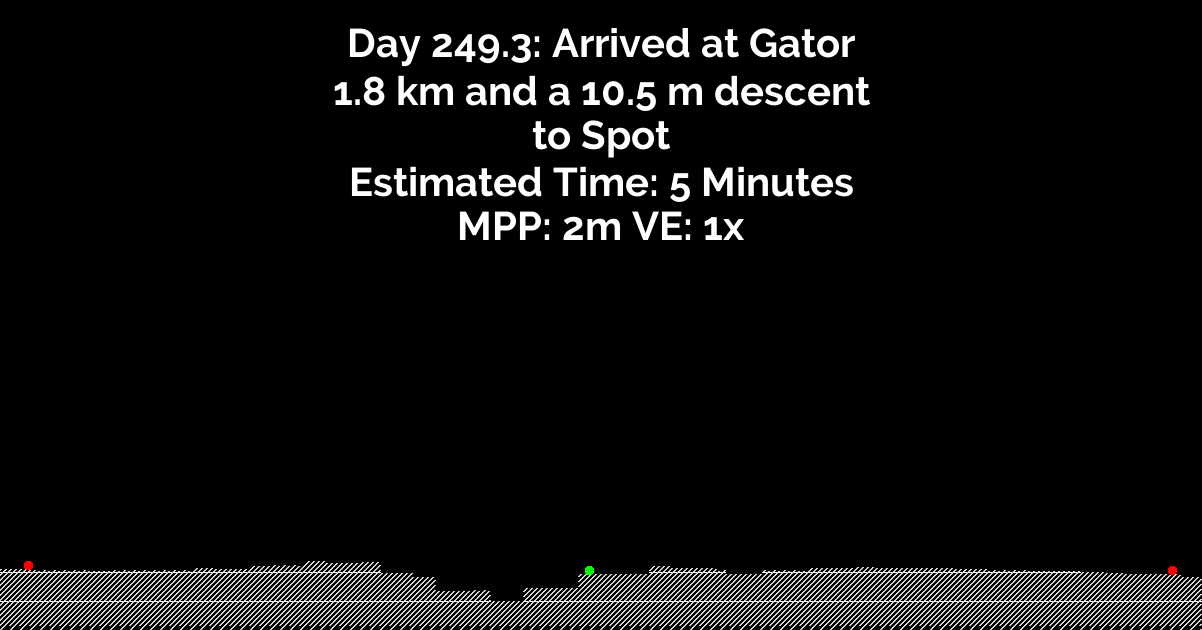 Day 249.3: Arrived at Gator
1.8 km and a 10.5 m descent
to Spot
Estimated Time: 5 Minutes
MPP: 2m VE: 1x